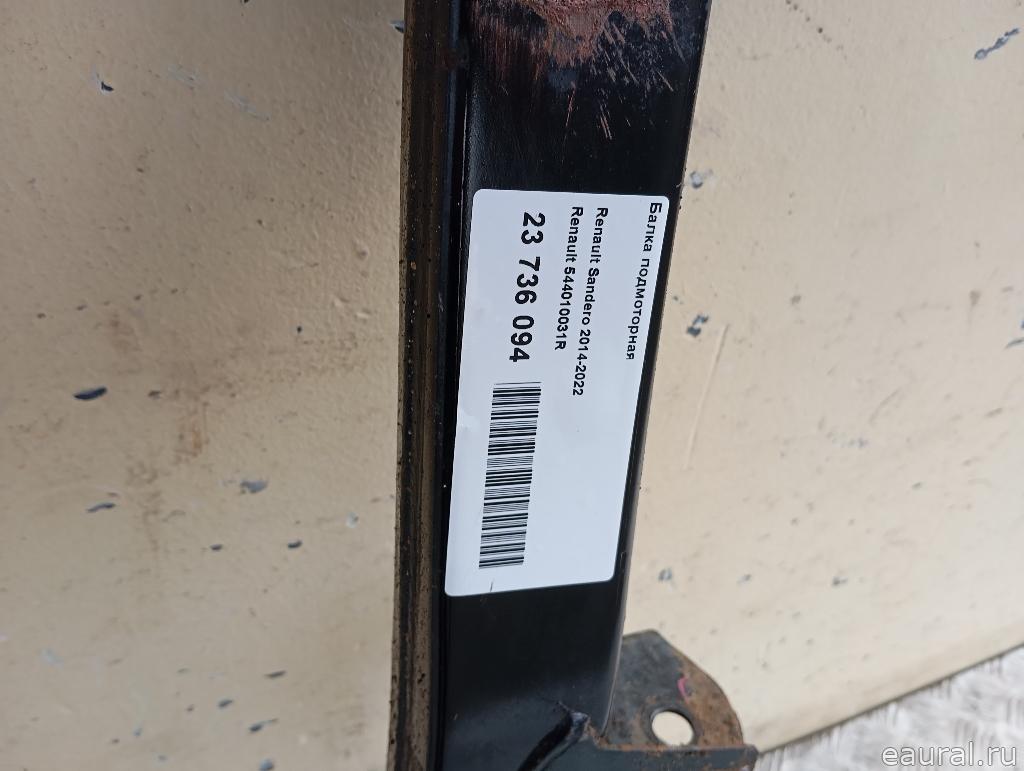 Балка подмоторная
Renault Sandero 2014-2022
Renault 544010031R
23 736 094
eaural.ru